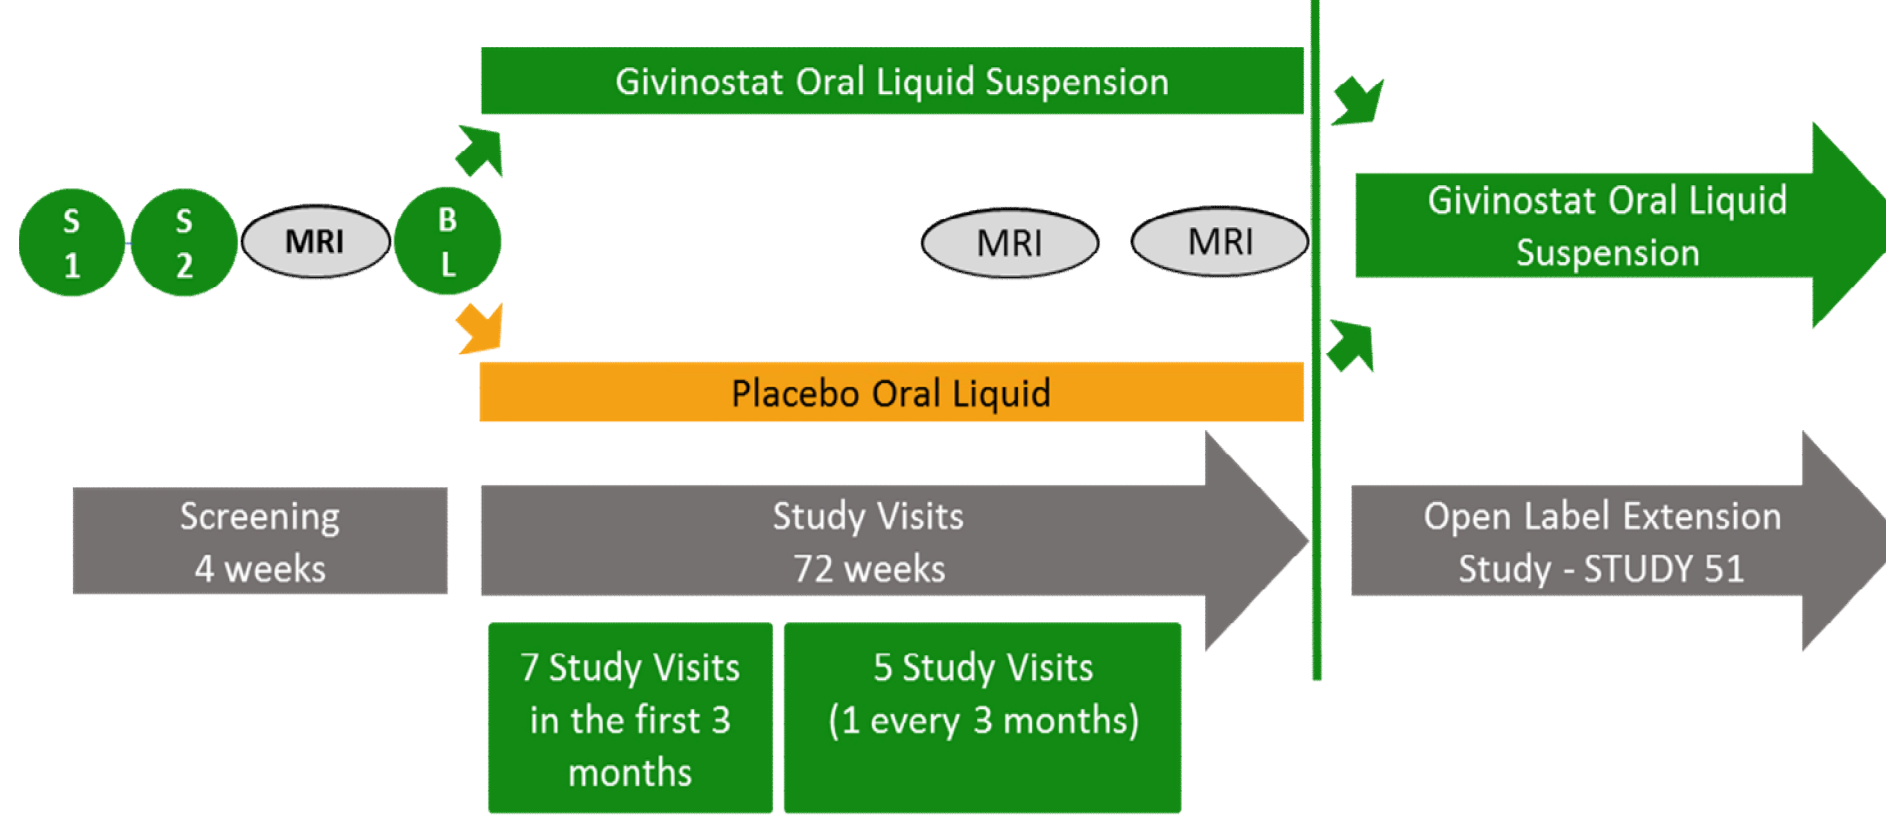 Givinostat Oral Liquid Suspension
S
1
S
2
MRI
B
L
MRI
MRI
Givinostat Oral Liquid
Suspension
Placebo Oral Liquid
Screening
4 weeks
Study Visits
72 weeks
Open Label Extension
Study - STUDY 51
7 Study Visits
in the first 3
months
5 Study Visits
(1 every 3 months)